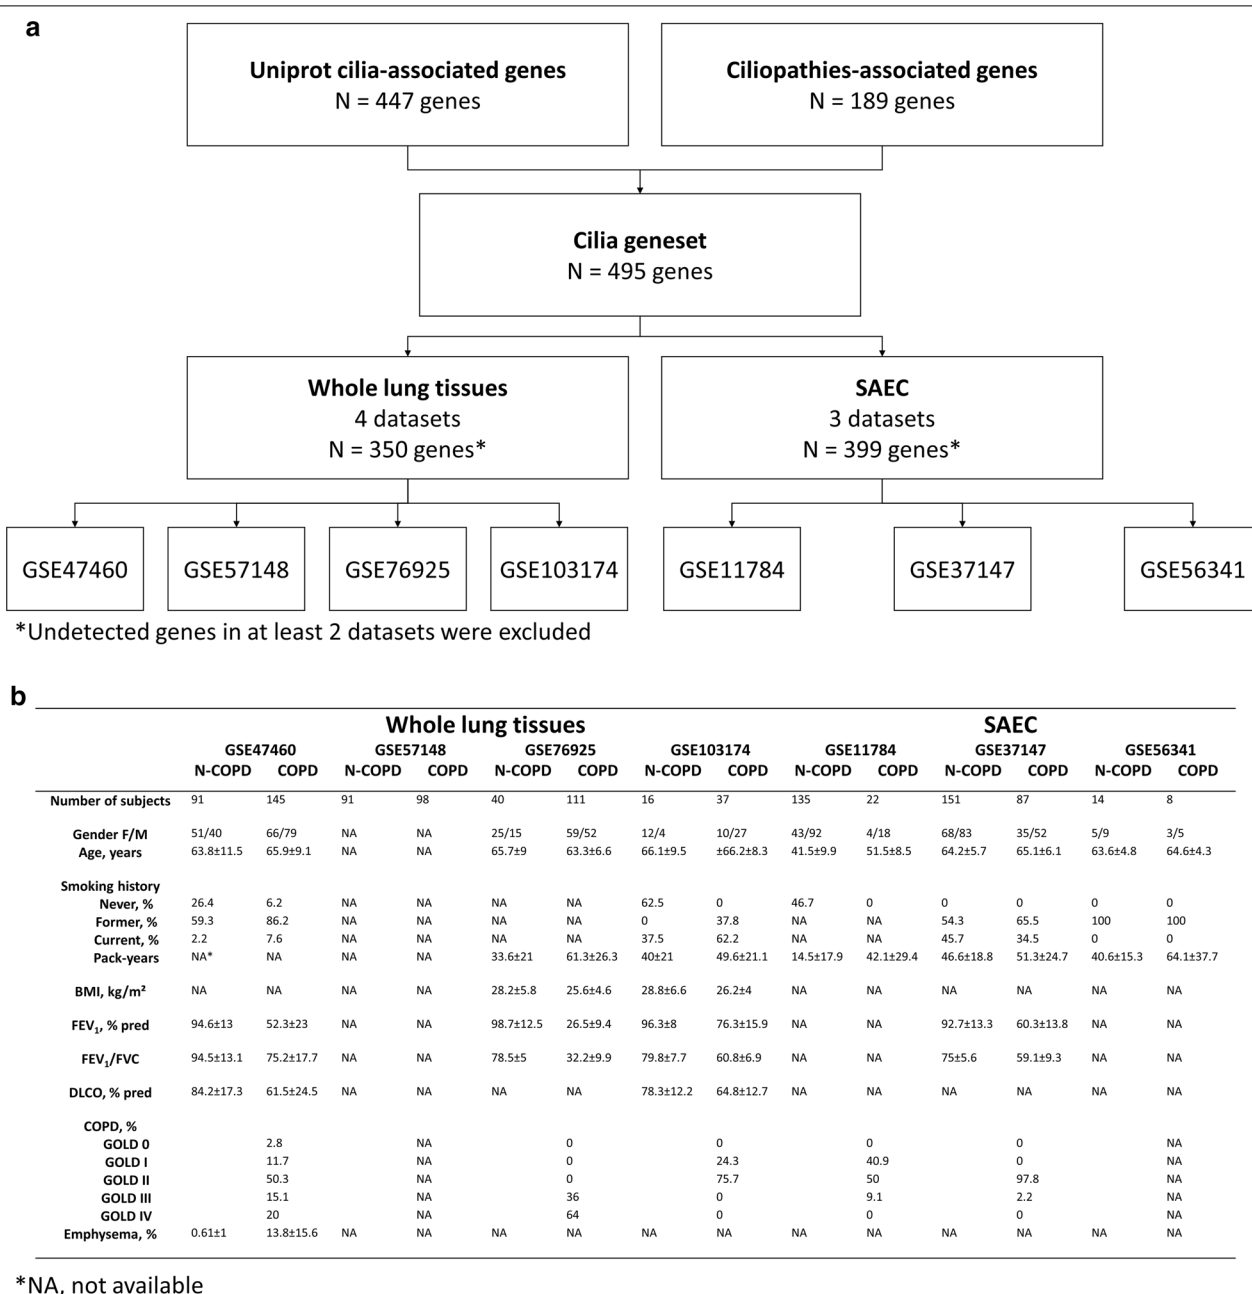 a
Uniprot cilia-associated genes
N = 447 genes
Ciliopathies-associated genes
N = 189 genes
Cilia geneset
N = 495 genes
Whole lung tissues
4 datasets
N = 350 genes*
SAEC
3 datasets
N = 399 genes*
GSE47460 GSE57148 GSE76925 GSE103174 GSE11784 GSE37147 GSE56341
*Undetected genes in at least 2 datasets were excluded
b
Whole lung tissues SAEC
GSE47460 GSE57148 GSE76925 GSE103174 GSE11784 GSE37147 GSE56341
N-COPD COPD N-COPD COPD N-COPD COPD N-COPD COPD N-COPD COPD N-COPD COPD N-COPD COPD
Number of subjects 91 145 91 98 40 111 16 37 135 22 151 87 14 8
Gender F/M 51/40 66/79 NA NA 25/15 59/52 12/4 10/27 43/92 4/18 68/83 35/52 5/9 3/5
Age, years 63.8±11.5 65.9±9.1 NA NA 65.7±9 63.3±6.6 66.1±9.5 ±66.2±8.3 41.5±9.9 51.5±8.5 64.2±5.7 65.1±6.1 63.6±4.8 64.6±4.3
Smoking history
Never, % 26.4 6.2 NA NA NA NA 62.5 0 46.7 0 0 0 0 0
Former, % 59.3 86.2 NA NA NA NA 0 37.8 NA NA 54.3 65.5 100 100
Current, % 2.2 7.6 NA NA NA NA 37.5 62.2 NA NA 45.7 34.5 0 0
Pack-years NA* NA NA NA 33.6±21 61.3±26.3 40±21 49.6±21.1 14.5±17.9 42.1±29.4 46.6±18.8 51.3±24.7 40.6±15.3 64.1±37.7
BMI, kg/m² NA NA NA NA 28.2±5.8 25.6±4.6 28.8±6.6 26.2±4 NA NA NA NA NA NA
FEV1, % pred 94.6±13 52.3±23 NA NA 98.7±12.5 26.5±9.4 96.3±8 76.3±15.9 NA NA 92.7±13.3 60.3±13.8 NA NA
FEV1/FVC 94.5±13.1 75.2±17.7 NA NA 78.5±5 32.2±9.9 79.8±7.7 60.8±6.9 NA NA 75±5.6 59.1±9.3 NA NA
DLCO, % pred 84.2±17.3 61.5±24.5 NA NA NA NA 78.3±12.2 64.8±12.7 NA NA NA NA NA NA
COPD, %
GOLD 0 2.8 NA 0 0 0 0 NA
GOLD I 11.7 NA 0 24.3 40.9 0 NA
GOLD II 50.3 NA 0 75.7 50 97.8 NA
GOLD III 15.1 NA 36 0 9.1 2.2 NA
GOLD IV 20 NA 64 0 0 0 NA
Emphysema, % 0.61±1 13.8±15.6 NA NA NA NA NA NA NA NA NA NA NA NA
*NA, not available